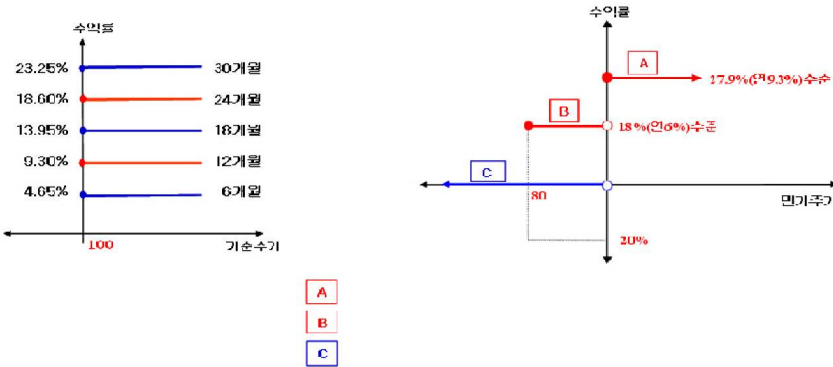 수익률
23.25% 30개월
18.60% 24개월
13.95% 18개월
9.30% 12개월
4.65% 6개월
100
기준주가
수익률
A
27.9%(연9.3%)수준
B
18%(연6%)수준
C
80
만기주가
20%
A
B
C